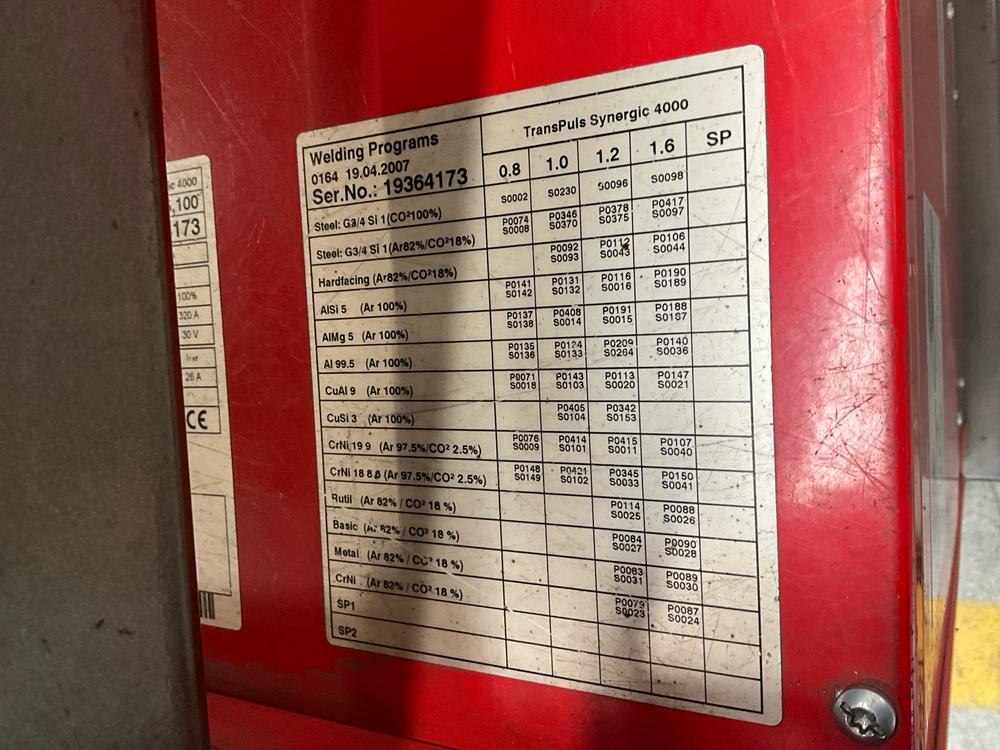 Welding Programs
0164 19.04.2007
Ser.No.: 19364173
TransPuls Synergic 4000
0.8 1.0 1.2 1.6 SP
Steel: G3/4 Si 1(CO²100%) S0002 S0230 S0096 S0098
Steel: G3/4 Si 1(Ar82%/CO²18%) P0074 P0346 P0378 P0417
S0008 S0370 S0375 S0097
Hardfacing (Ar82%/CO²18%) P0092 P0112 P0106
S0093 S0043 S0044
AlSi 5 (Ar 100%) P0141 P0131 P0116 P0190
S0142 S0132 S0016 S0189
AlMg 5 (Ar 100%) P0137 P0408 P0191 P0188
S0138 S0014 S0015 S0187
Al 99.5 (Ar 100%) P0135 P0134 P0209 P0140
S0136 S0133 S0264 S0036
CuAl 9 (Ar 100%) P0071 P0143 P0113 P0147
S0018 S0103 S0020 S0021
CuSi 3 (Ar 100%) P0405 P0342
S0104 S0153
CrNi 19 9 (Ar 97.5%/CO² 2.5%) P0076 P0414 P0415 P0107
S0009 S0101 S0011 S0040
CrNi 18 8 6 (Ar 97.5%/CO² 2.5%) P0148 P0421 P0345 P0150
S0149 S0102 S0033 S0041
Rutil (Ar 82% / CO² 18 %) P0114 P0088
S0025 S0026
Basic (Ar 82% / CO² 18 %) P0084 P0090
S0027 S0028
Metal (Ar 82% / CO² 18 %) P0083 P0089
S0031 S0030
CrNi (Ar 82% / CO² 18 %) P0079 P0087
S0023 S0024
SP1
SP2
ic 4000
,100
173
100%
320 A
30 V
26 A
CE